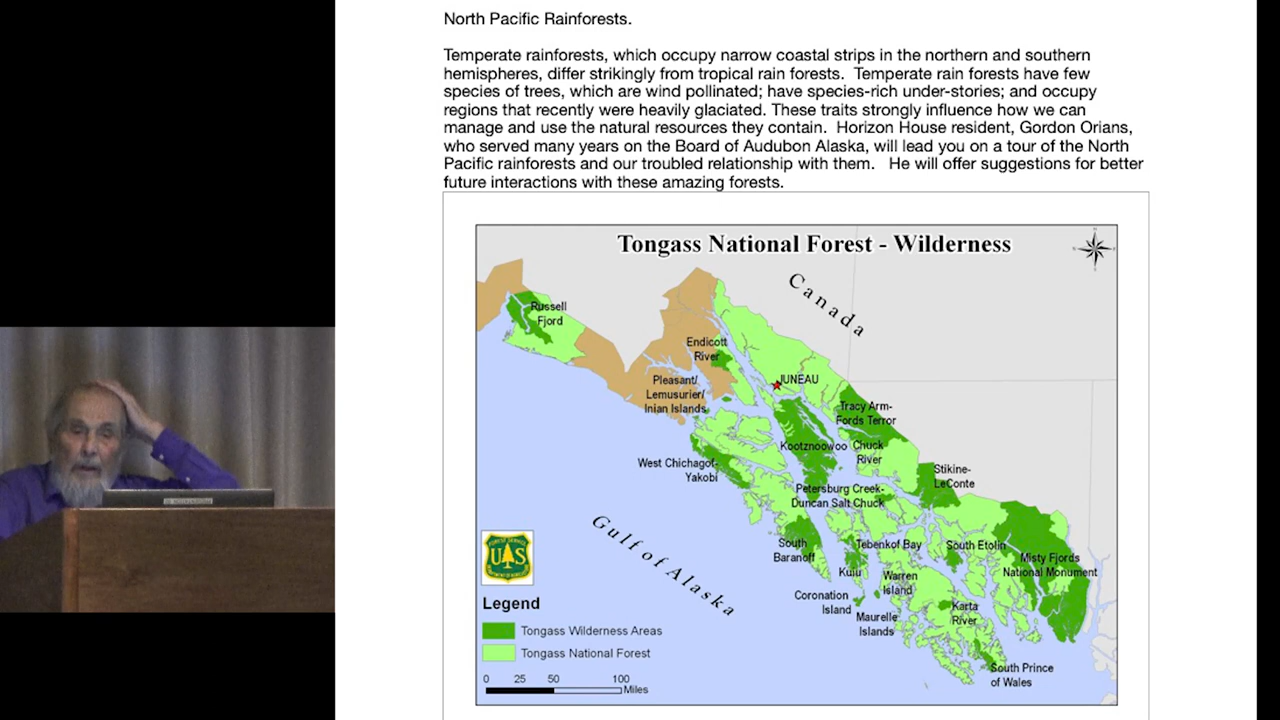 North Pacific Rainforests.
Temperate rainforests, which occupy narrow coastal strips in the northern and southern
hemispheres, differ strikingly from tropical rain forests.  Temperate rain forests have few
species of trees, which are wind pollinated; have species-rich under-stories; and occupy
regions that recently were heavily glaciated. These traits strongly influence how we can
manage and use the natural resources they contain.  Horizon House resident, Gordon Orians,
who served many years on the Board of Audubon Alaska, will lead you on a tour of the North
Pacific rainforests and our troubled relationship with them.   He will offer suggestions for better
future interactions with these amazing forests.
Tongass National Forest - Wilderness
Canada
Russell
Fjord
Endicott
River
Pleasant/
Lemusurier/
Inian Islands
JUNEAU
Tracy Arm-
Fords Terror
Kootznoowoo
Chuck
River
West Chichagof-
Yakobi
Stikine-
LeConte
Petersburg Creek-
Duncan Salt Chuck
Gulf of Alaska
South
Baranoff
Tebenkof Bay
South Etolin
Misty Fjords
National Monument
Kuiu
Warren
Island
Coronation
Island
Maurelle
Islands
Karta
River
South Prince
of Wales
UAS
Legend
Tongass Wilderness Areas
Tongass National Forest
0 25 50 100
Miles